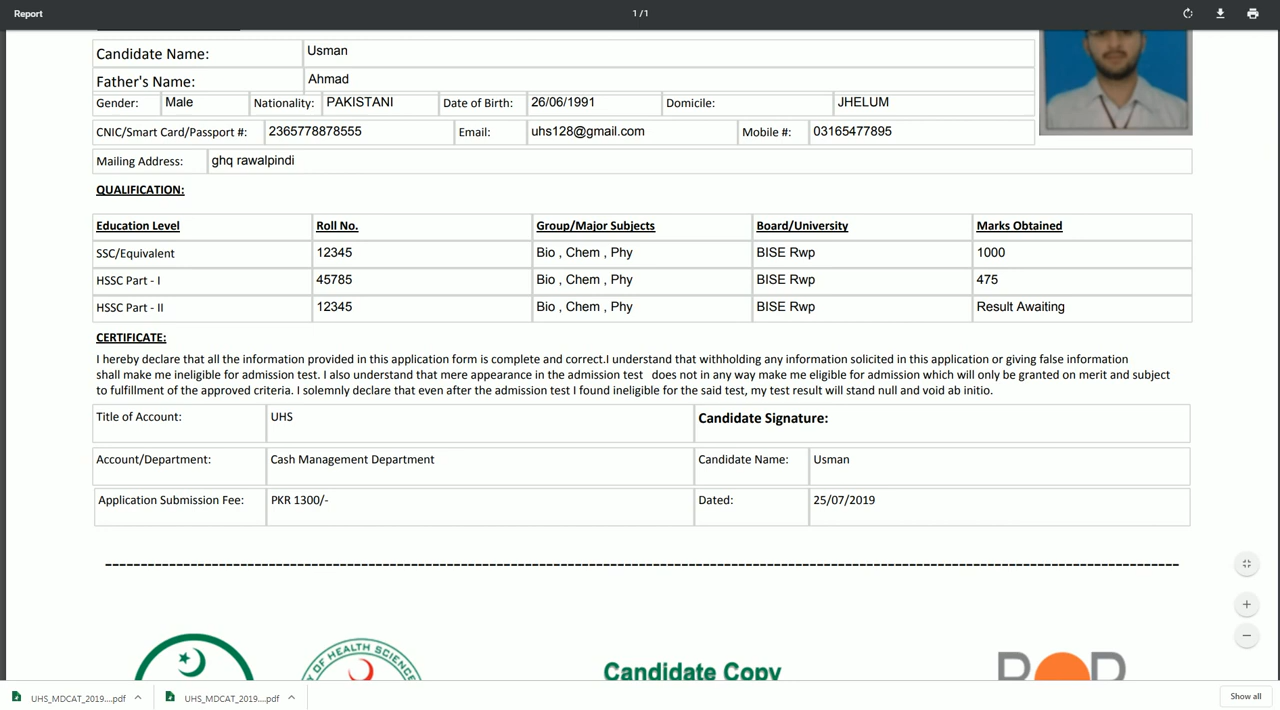 Report
1 / 1
Candidate Name: Usman
Father's Name: Ahmad
Gender: Male Nationality: PAKISTANI Date of Birth: 26/06/1991 Domicile: JHELUM
CNIC/Smart Card/Passport #: 2365778878555 Email: uhs128@gmail.com Mobile #: 03165477895
Mailing Address: ghq rawalpindi
QUALIFICATION:
Education Level Roll No. Group/Major Subjects Board/University Marks Obtained
SSC/Equivalent 12345 Bio , Chem , Phy BISE Rwp 1000
HSSC Part - I 45785 Bio , Chem , Phy BISE Rwp 475
HSSC Part - II 12345 Bio , Chem , Phy BISE Rwp Result Awaiting
CERTIFICATE:
I hereby declare that all the information provided in this application form is complete and correct.I understand that withholding any information solicited in this application or giving false information
shall make me ineligible for admission test. I also understand that mere appearance in the admission test does not in any way make me eligible for admission which will only be granted on merit and subject
to fulfillment of the approved criteria. I solemnly declare that even after the admission test I found ineligible for the said test, my test result will stand null and void ab initio.
Title of Account: UHS Candidate Signature:
Account/Department: Cash Management Department Candidate Name: Usman
Application Submission Fee: PKR 1300/- Dated: 25/07/2019
Y OF HEALTH SCIENCE
Candidate Copy
UHS_MDCAT_2019....pdf UHS_MDCAT_2019....pdf Show all